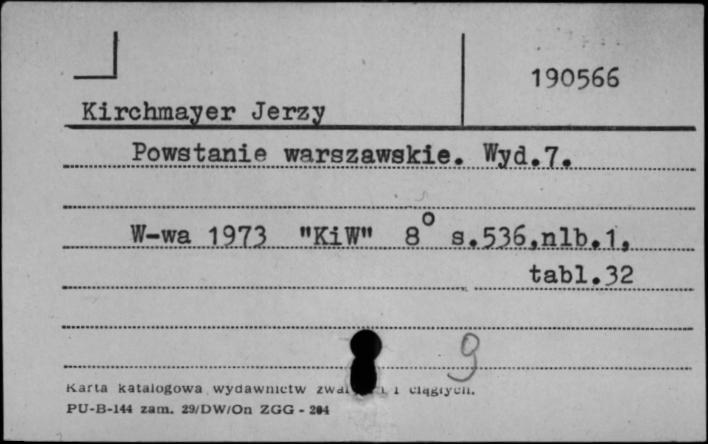 190566
Kirchmayer Jerzy
Powstanie warszawskie. Wyd.7.
W-wa 1973 "KiW" 8° s.536,nlb.1,
tabl.32
9
Karta katalogowa wydawnictw i ciągłych.
PU-B-144 zam. 29/DW/On ZGG - 204